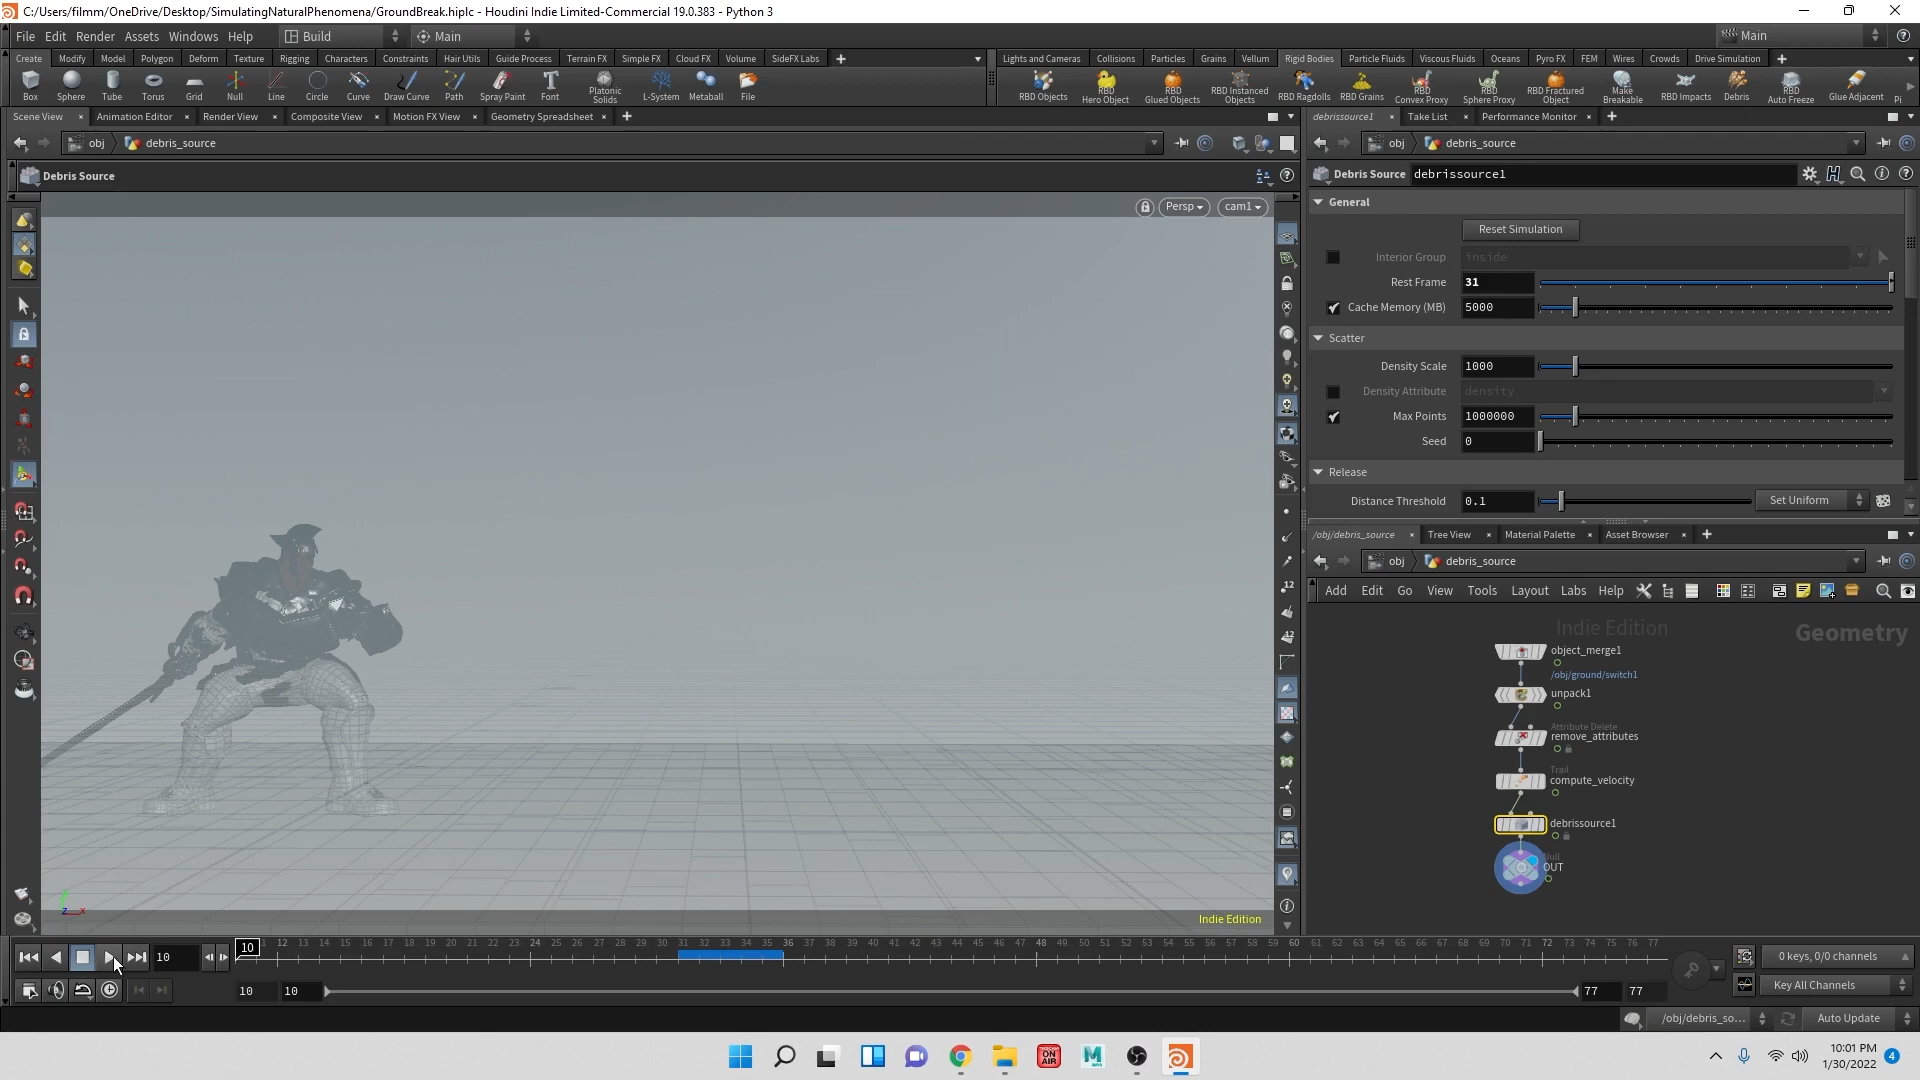 C:/Users/filmm/OneDrive/Desktop/SimulatingNaturalPhenomena/GroundBreak.hiplc - Houdini Indie Limited-Commercial 19.0.383 - Python 3
File Edit Render Assets Windows Help Build Main Main
Create Modify Model Polygon Deform Texture Rigging Characters Constraints Hair Utils Guide Process Terrain FX Simple FX Cloud FX Volume SideFX Labs
Lights and Cameras Collisions Particles Grains Vellum Rigid Bodies Particle Fluids Viscous Fluids Oceans Pyro FX FEM Wires Crowds Drive Simulation
Box Sphere Tube Torus Grid Null Line Circle Curve Draw Curve Path Spray Paint Font Platonic Solids L-System Metaball File
RBD Objects RBD Hero Object RBD Glued Objects RBD Instanced Objects RBD Ragdolls RBD Grains RBD Convex Proxy RBD Sphere Proxy RBD Fractured Object Make Breakable RBD Impacts Debris RBD Auto Freeze Glue Adjacent Pi
Scene View Animation Editor Render View Composite View Motion FX View Geometry Spreadsheet
debrissource1 Take List Performance Monitor
obj debris_source
obj debris_source
Debris Source
Debris Source debrissource1
Persp cam1
General
Reset Simulation
Interior Group inside
Rest Frame 31
Cache Memory (MB) 5000
Scatter
Density Scale 1000
Density Attribute density
Max Points 1000000
Seed 0
Release
Distance Threshold 0.1 Set Uniform
/obj/debris_source Tree View Material Palette Asset Browser
obj debris_source
Add Edit Go View Tools Layout Labs Help
Indie Edition Geometry
object_merge1
/obj/ground/switch1
unpack1
Attribute Delete
remove_attributes
Trail
compute_velocity
debrissource1
Null
OUT
12
12
z x
Indie Edition
10 10 12 13 14 15 16 17 18 19 20 21 22 23 24 25 26 27 28 29 30 31 32 33 34 35 36 37 38 39 40 41 42 43 44 45 46 47 48 49 50 51 52 53 54 55 56 57 58 59 60 61 62 63 64 65 66 67 68 69 70 71 72 73 74 75 76 77
0 keys, 0/0 channels
10 10 77 77
Key All Channels
/obj/debris_so... Auto Update
TASCAM ON AIR
M
10:01 PM
1/30/2022
4